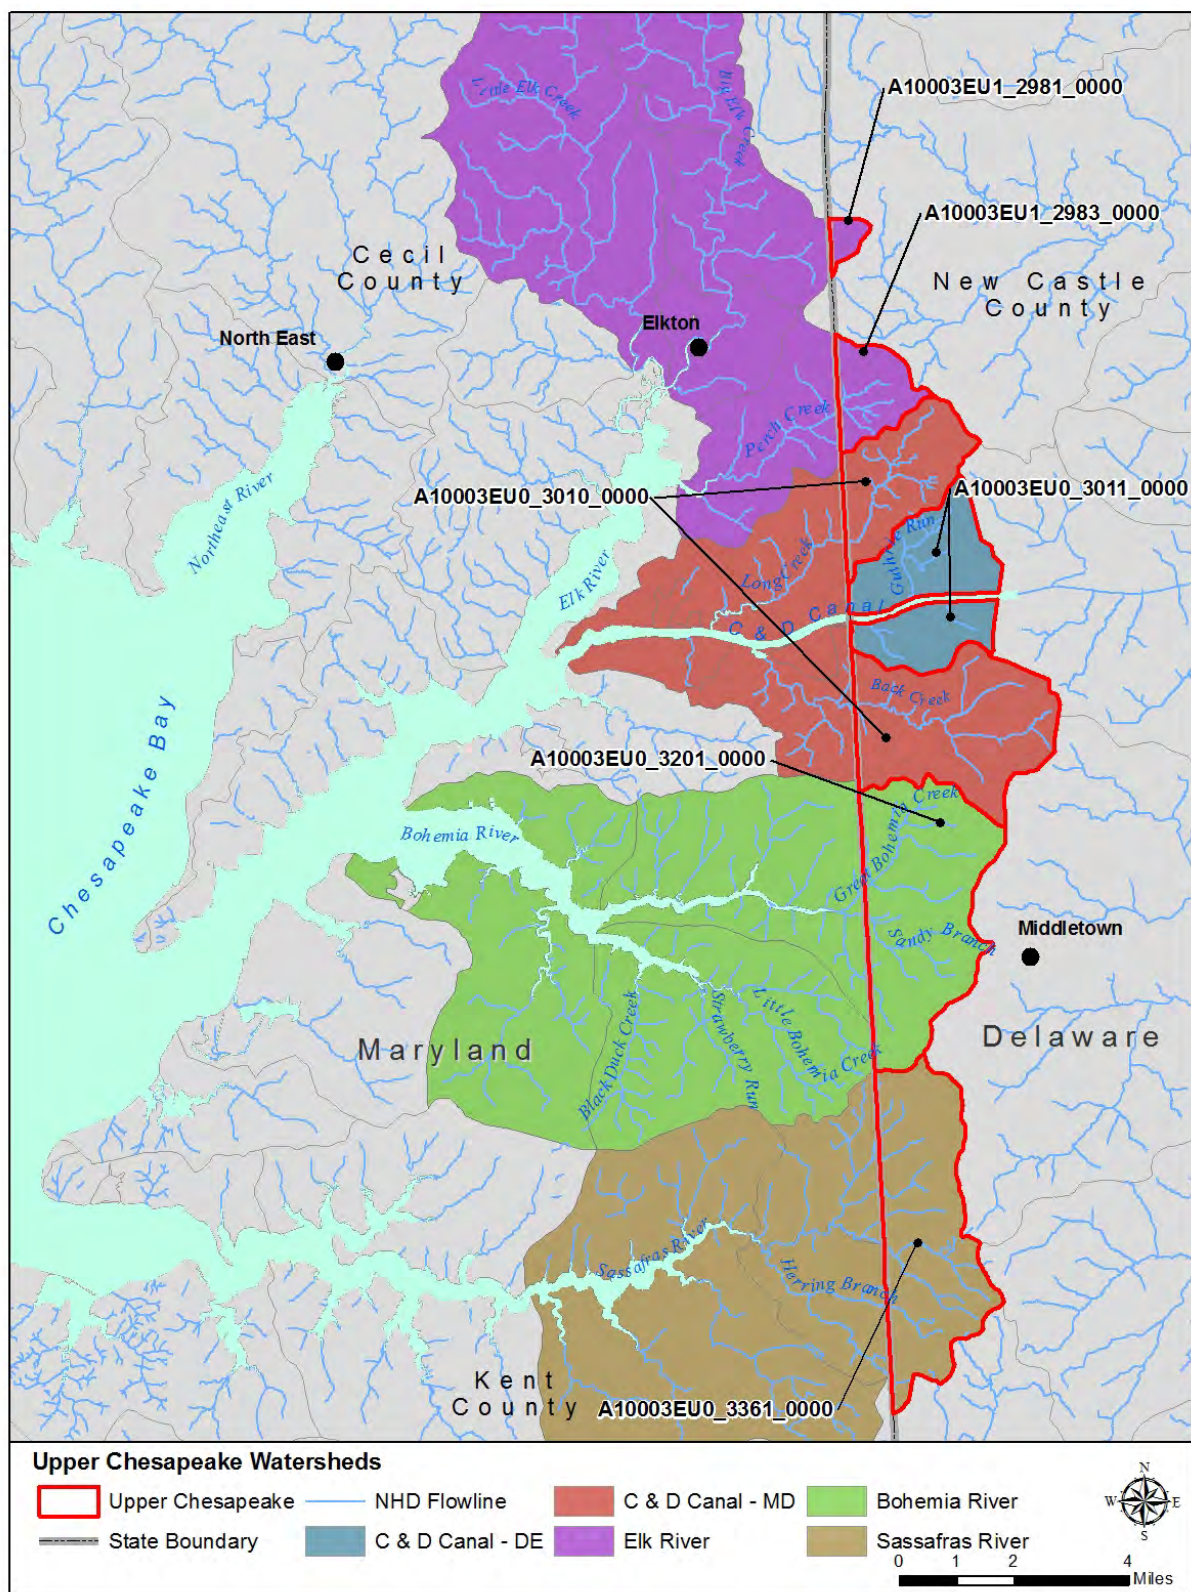 A10003EU1_2981_0000
Little Elk Creek
Big Elk Creek
A10003EU1_2983_0000
Cecil
County
New Castle
County
North East
Elkton
Perch Creek
Northeast River
A10003EU0_3010_0000
A10003EU0_3011_0000
Guthrie Run
Elk River
Long Creek
C & D Canal
Back Creek
Chesapeake Bay
A10003EU0_3201_0000
Bohemia River
Great Bohemia Creek
Sandy Branch
Middletown
Maryland
Delaware
Black Duck Creek
Strawberry Run
Little Bohemia Creek
Sassafras River
Herring Branch
Kent
County
A10003EU0_3361_0000
Upper Chesapeake Watersheds
Upper Chesapeake
NHD Flowline
C & D Canal - MD
Bohemia River
State Boundary
C & D Canal - DE
Elk River
Sassafras River
N
W
E
S
0 1 2 4
Miles